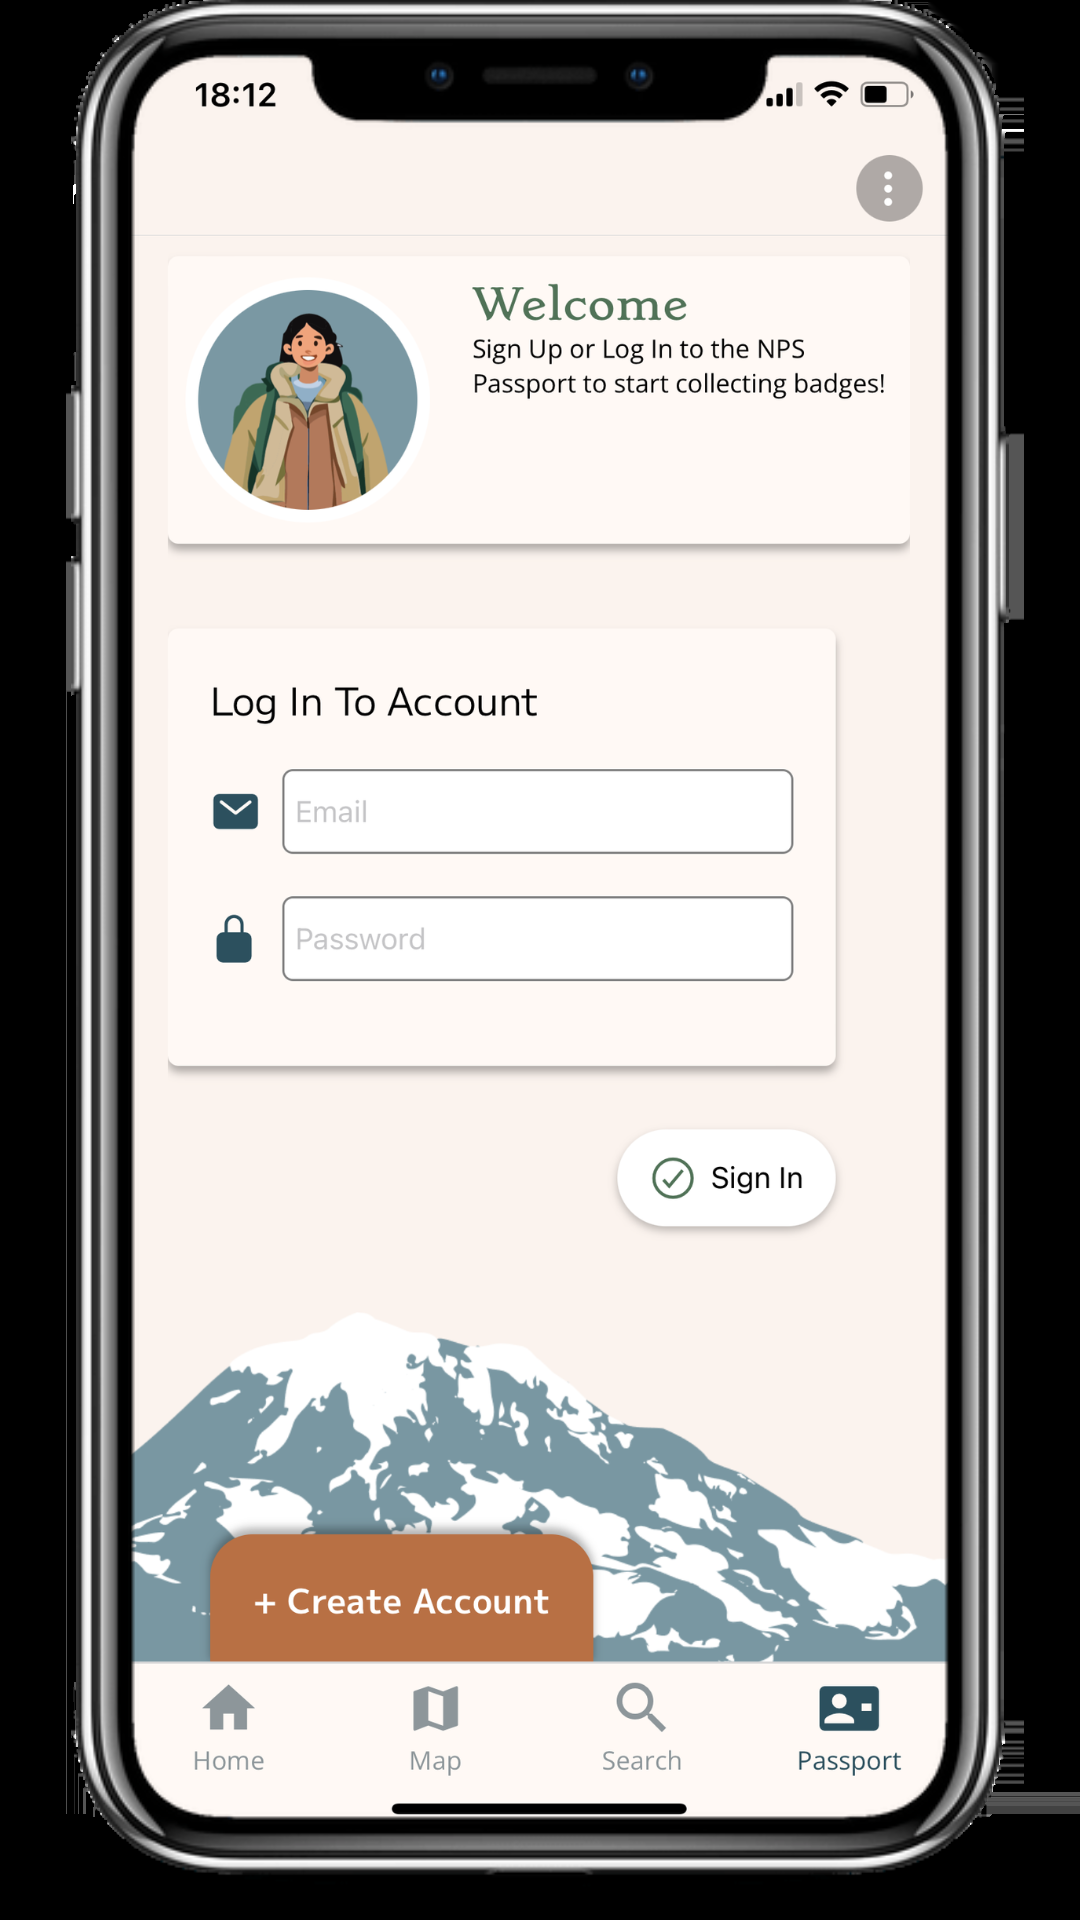 18:12
Welcome
Sign Up or Log In to the NPS
Passport to start collecting badges!
Log In To Account
Email
Password
Sign In
+ Create Account
Home
Map
Search
Passport